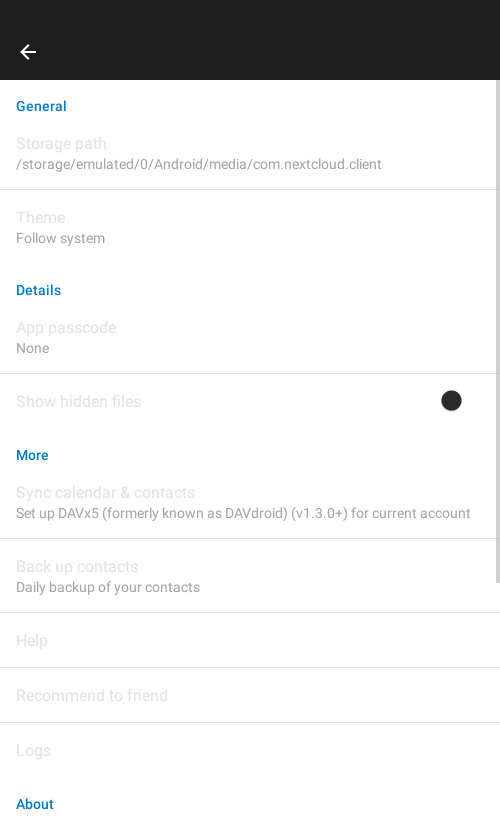 General
Storage path
/storage/emulated/0/Android/media/com.nextcloud.client
Theme
Follow system
Details
App passcode
None
Show hidden files
More
Sync calendar & contacts
Set up DAVx5 (formerly known as DAVdroid) (v1.3.0+) for current account
Back up contacts
Daily backup of your contacts
Help
Recommend to friend
Logs
About